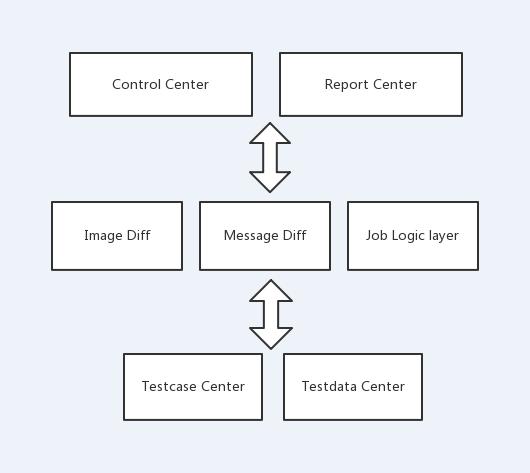 Control Center
Report Center
Image Diff
Message Diff
Job Logic layer
Testcase Center
Testdata Center